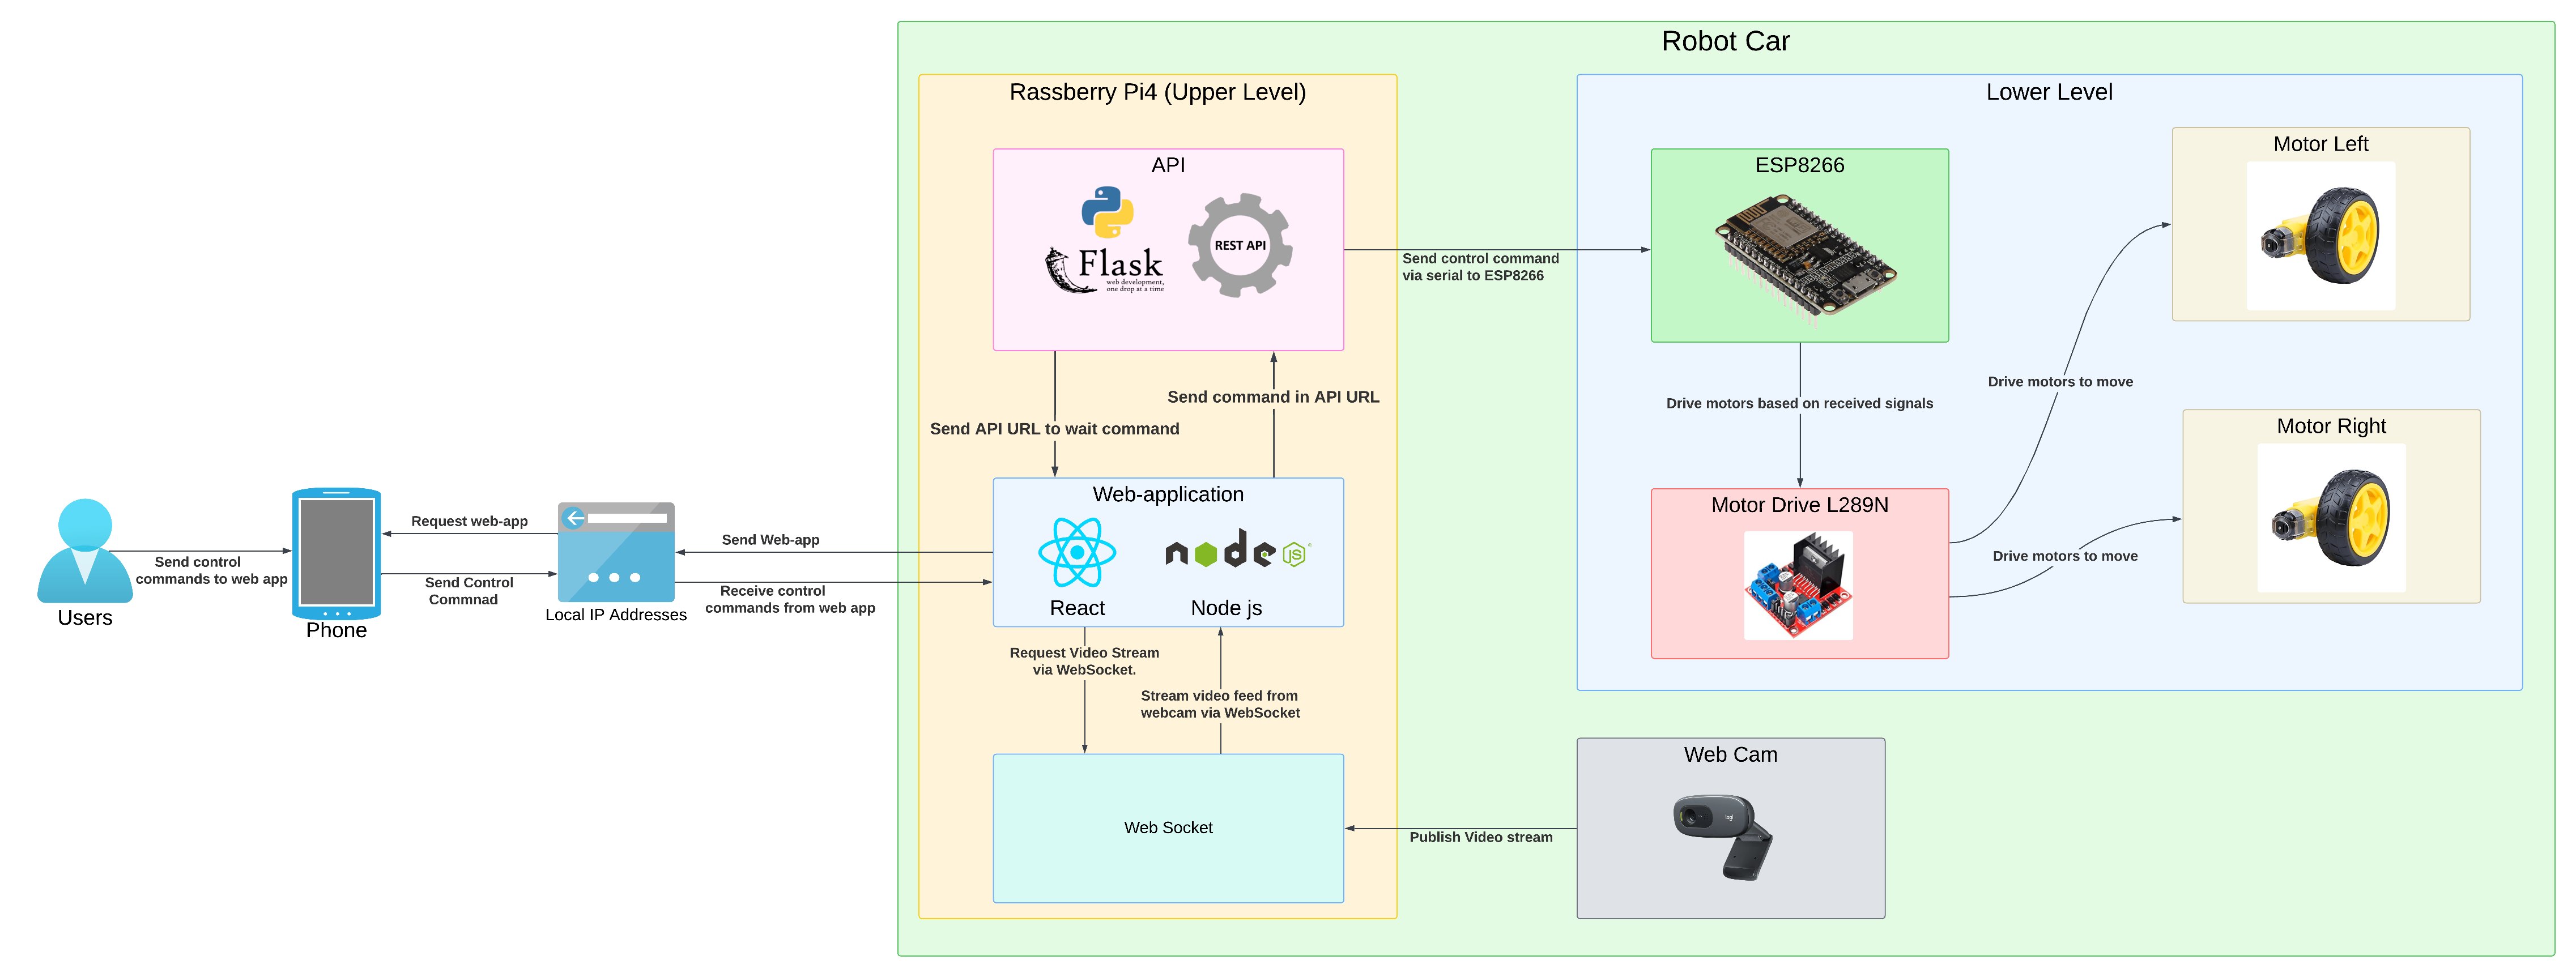 Robot Car
Rassberry Pi4 (Upper Level)
Lower Level
API
Flask
web development,
one drop at a time
REST API
Send control command
via serial to ESP8266
ESP8266
Motor Left
Send command in API URL
Send API URL to wait command
Drive motors based on received signals
Drive motors to move
Motor Right
Users
Send control
commands to web app
Phone
Request web-app
Send Control
Commnad
Local IP Addresses
Send Web-app
Receive control
commands from web app
Web-application
React
node
JS
Node js
Motor Drive L289N
Drive motors to move
Request Video Stream
via WebSocket.
Stream video feed from
webcam via WebSocket
Web Socket
Publish Video stream
Web Cam
logi